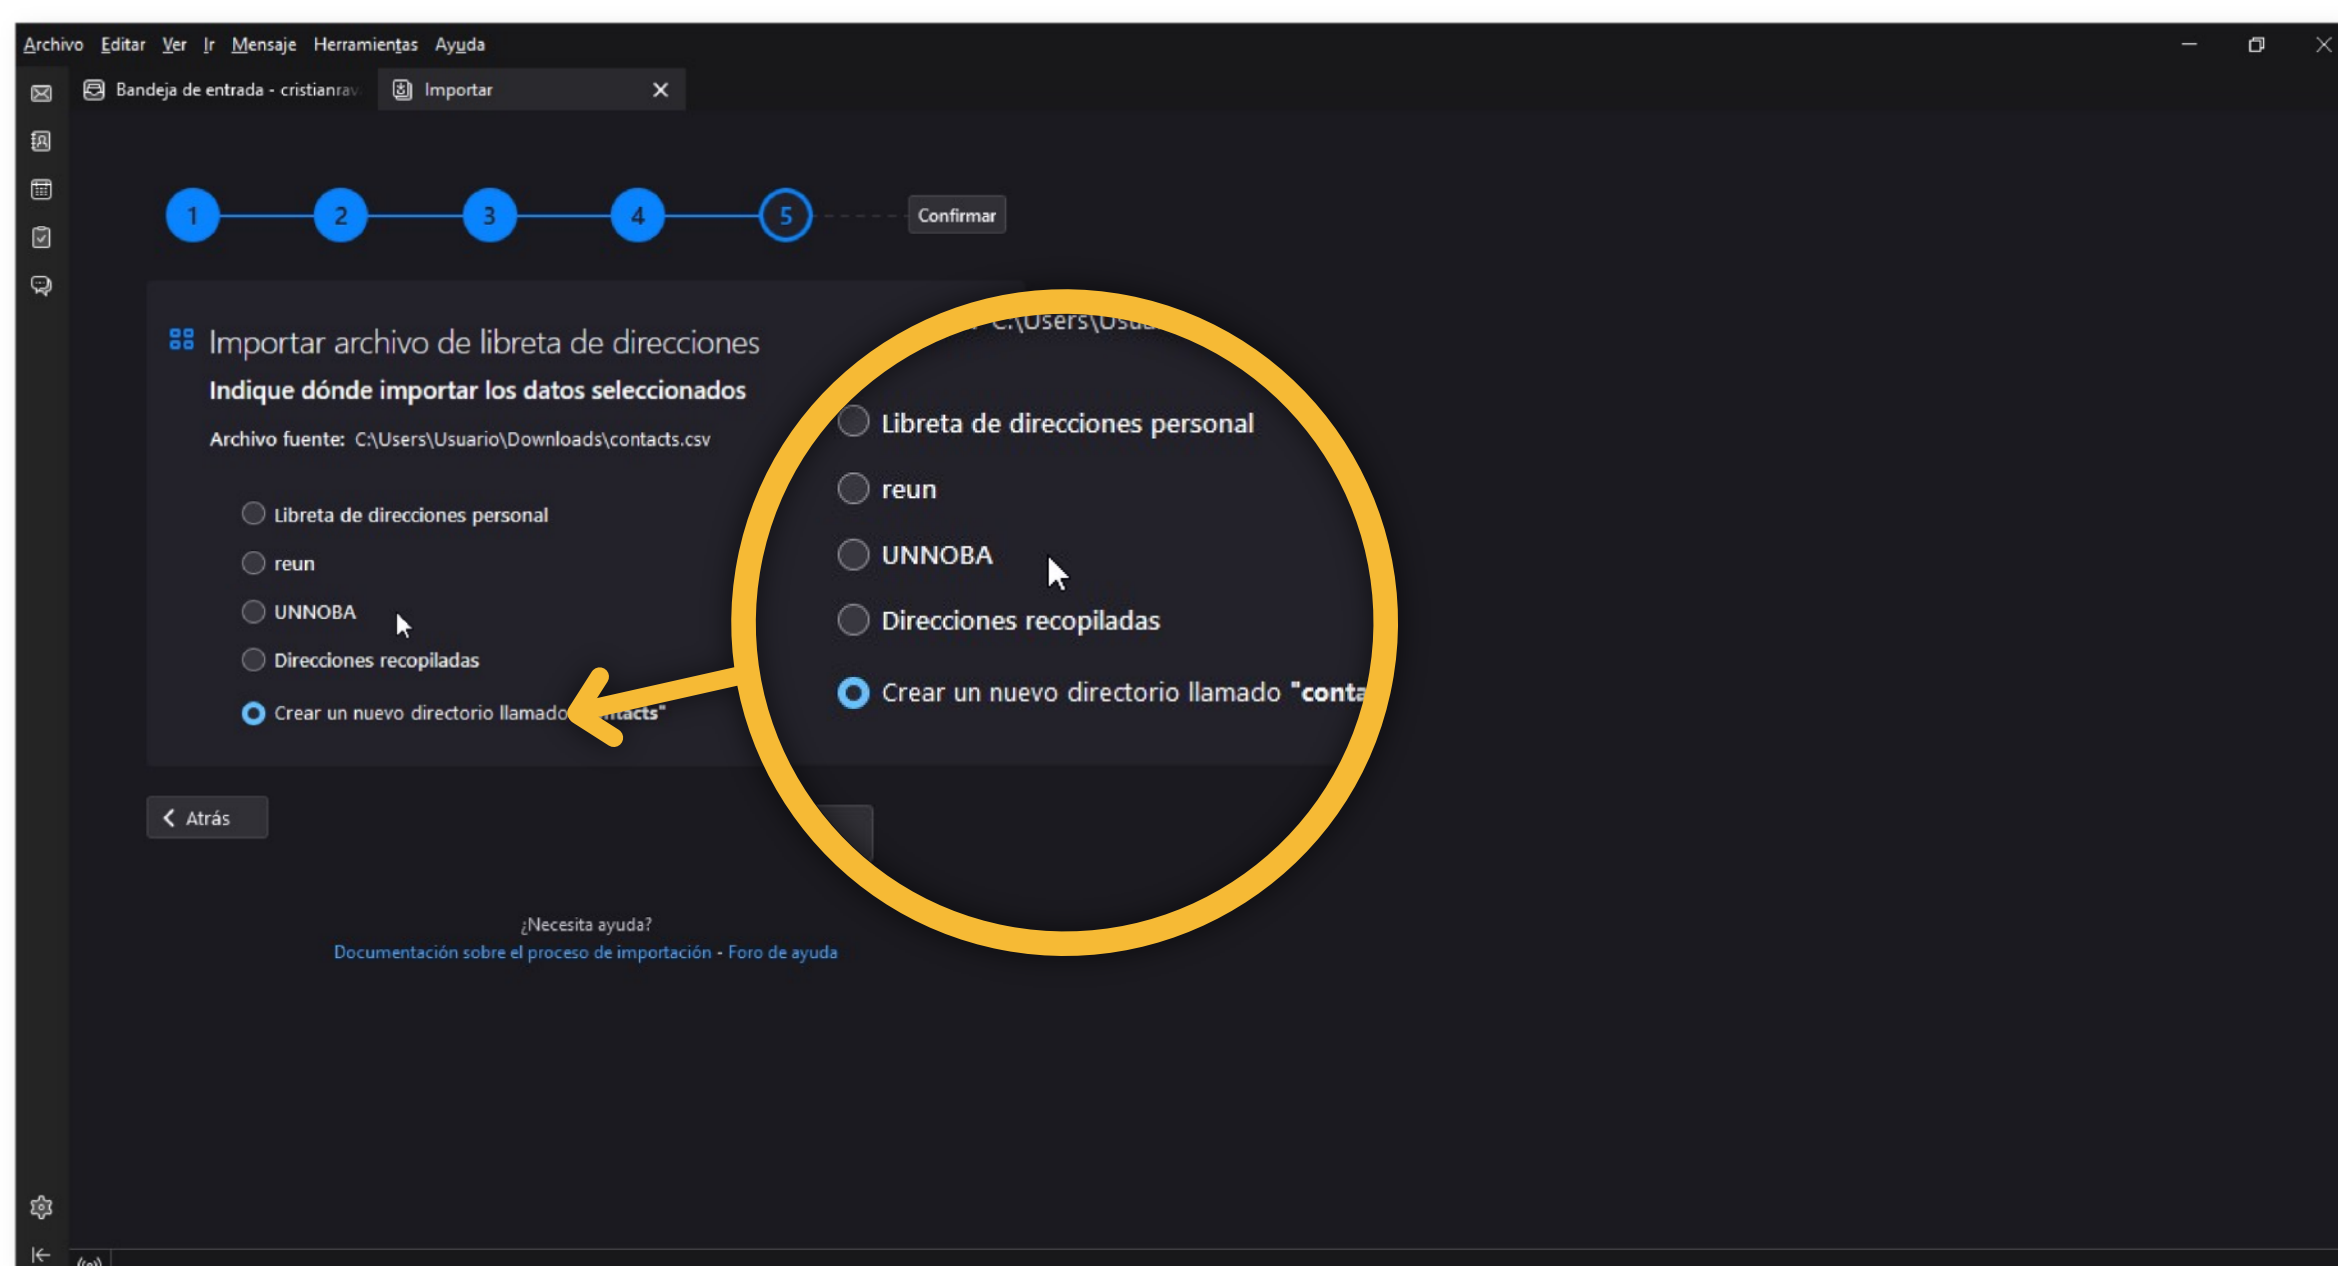 Archivo Editar Ver Ir Mensaje Herramientas Ayuda
Bandeja de entrada - cristianrav
Importar
1 2 3 4 5 Confirmar
Importar archivo de libreta de direcciones
Indique dónde importar los datos seleccionados
Archivo fuente: C:\Users\Usuario\Downloads\contacts.csv
Libreta de direcciones personal
reun
UNNOBA
Direcciones recopiladas
Crear un nuevo directorio llamado
C:\Users\Usua
Libreta de direcciones personal
reun
UNNOBA
Direcciones recopiladas
Crear un nuevo directorio llamado "conta
Atrás
¿Necesita ayuda?
Documentación sobre el proceso de importación - Foro de ayuda